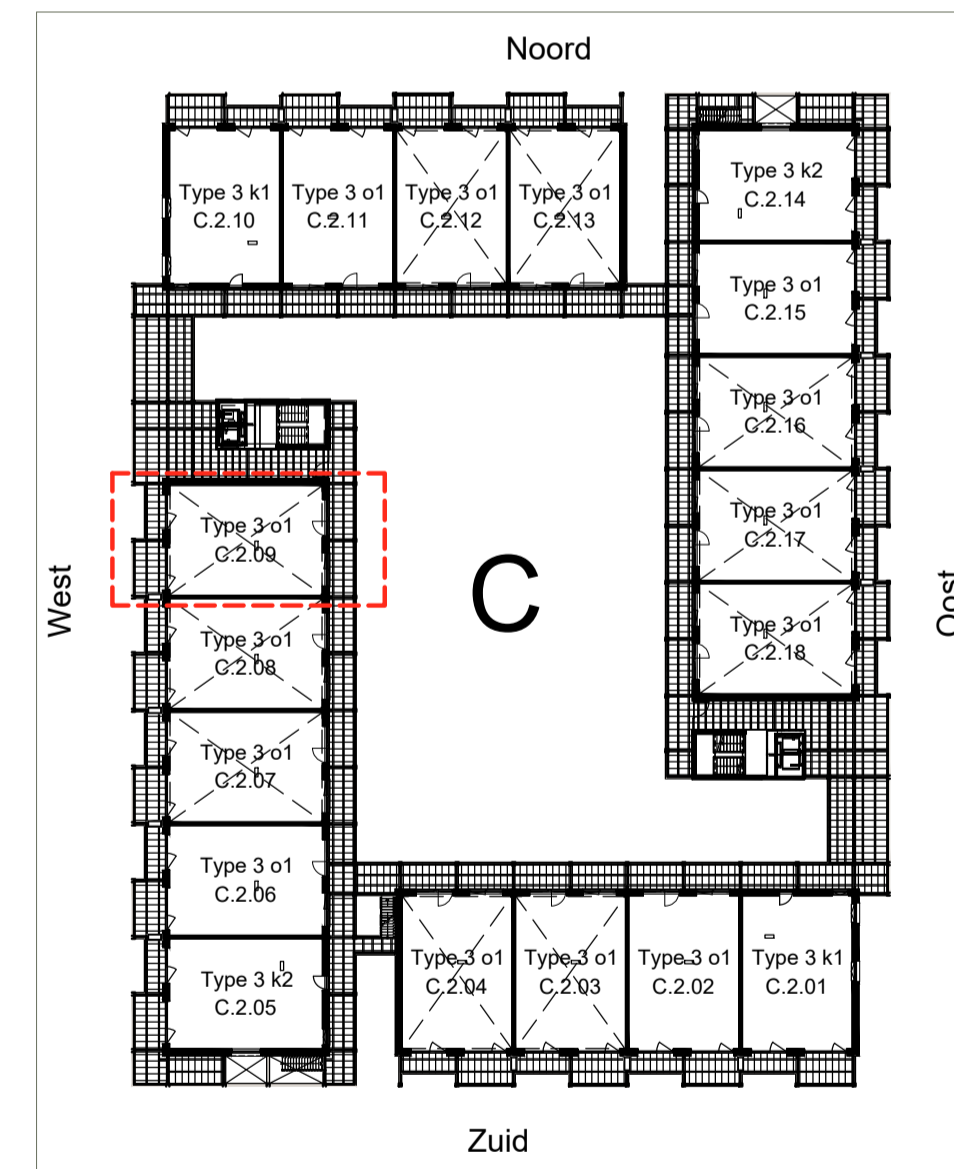 Noord
Type 3 k1
C.2.10
Type 3 o1
C.2.11
Type 3 o1
C.2.12
Type 3 o1
C.2.13
Type 3 k2
C.2.14
Type 3 o1
C.2.15
Type 3 o1
C.2.16
Type 3 o1
C.2.17
Type 3 o1
C.2.18
West
C
Oost
Type 3 o1
C.2.09
Type 3 o1
C.2.08
Type 3 o1
C.2.07
Type 3 o1
C.2.06
Type 3 k2
C.2.05
Type 3 o1
C.2.04
Type 3 o1
C.2.03
Type 3 o1
C.2.02
Type 3 k1
C.2.01
Zuid